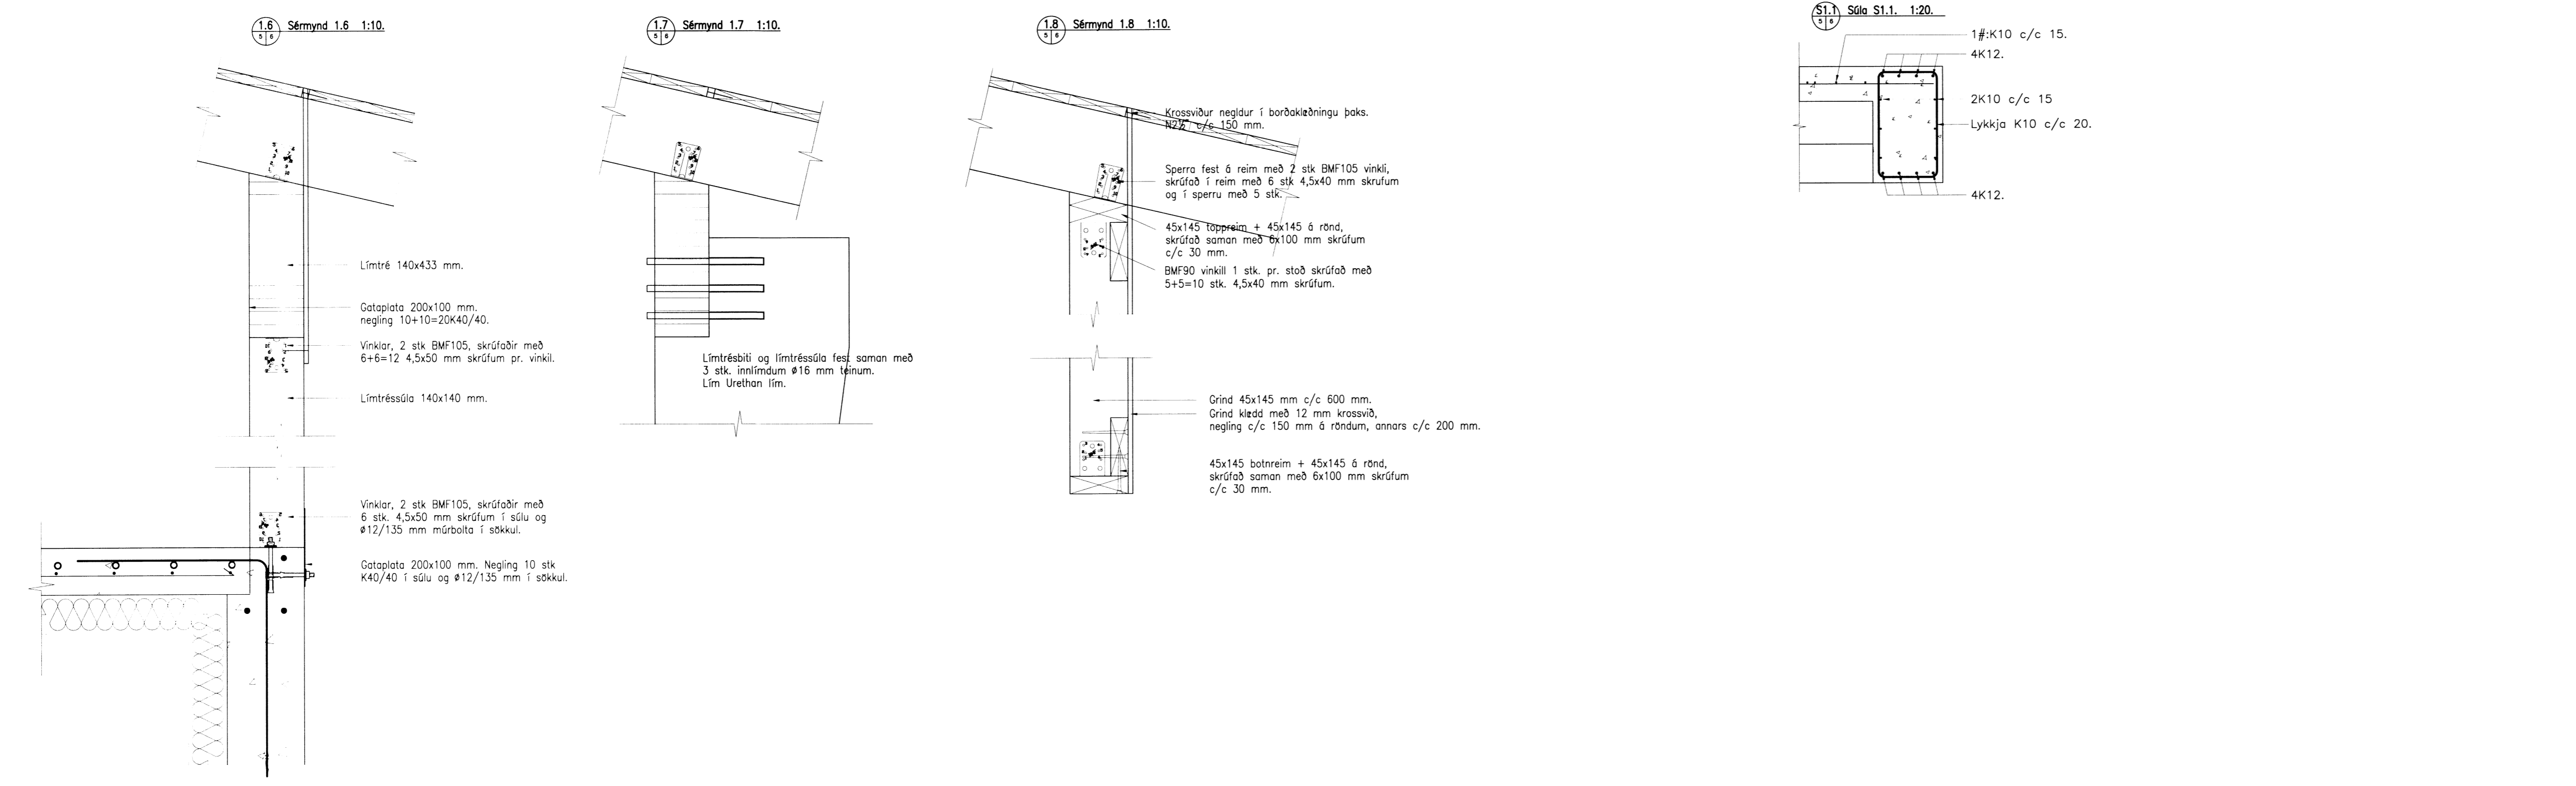 1.6
5 6
Sérmynd 1.6 1:10.
Límtré 140x433 mm.
Gataplata 200x100 mm.
negling 10+10=20K40/40.
Vinklar, 2 stk BMF105, skrúfaðir með
6+6=12 4,5x50 mm skrúfum pr. vinkil.
Límtréssúla 140x140 mm.
Vinklar, 2 stk BMF105, skrúfaðir með
6 stk. 4,5x50 mm skrúfum í súlu og
ø12/135 mm múrbolta í sökkul.
Gataplata 200x100 mm. Negling 10 stk
K40/40 í súlu og ø12/135 mm í sökkul.
1.7
5 6
Sérmynd 1.7 1:10.
Límtrésbiti og límtréssúla fest saman með
3 stk. innlímdum ø16 mm teinum.
Lím Urethan lím.
1.8
5 6
Sérmynd 1.8 1:10.
Krossviður negldur í borðaklæðningu þaks.
N2½" c/c 150 mm.
Sperra fest á reim með 2 stk BMF105 vinkli,
skrúfað í reim með 6 stk 4,5x40 mm skrufum
og í sperru með 5 stk.
45x145 toppreim + 45x145 á rönd,
skrúfað saman með 6x100 mm skrúfum
c/c 30 mm.
BMF90 vinkill 1 stk. pr. stoð skrúfað með
5+5=10 stk. 4,5x40 mm skrúfum.
Grind 45x145 mm c/c 600 mm.
Grind klædd með 12 mm krossvið,
negling c/c 150 mm á röndum, annars c/c 200 mm.
45x145 botnreim + 45x145 á rönd,
skrúfað saman með 6x100 mm skrúfum
c/c 30 mm.
S1.1
5 6
Súla S1.1. 1:20.
1#:K10 c/c 15.
4K12.
2K10 c/c 15
Lykkja K10 c/c 20.
4K12.